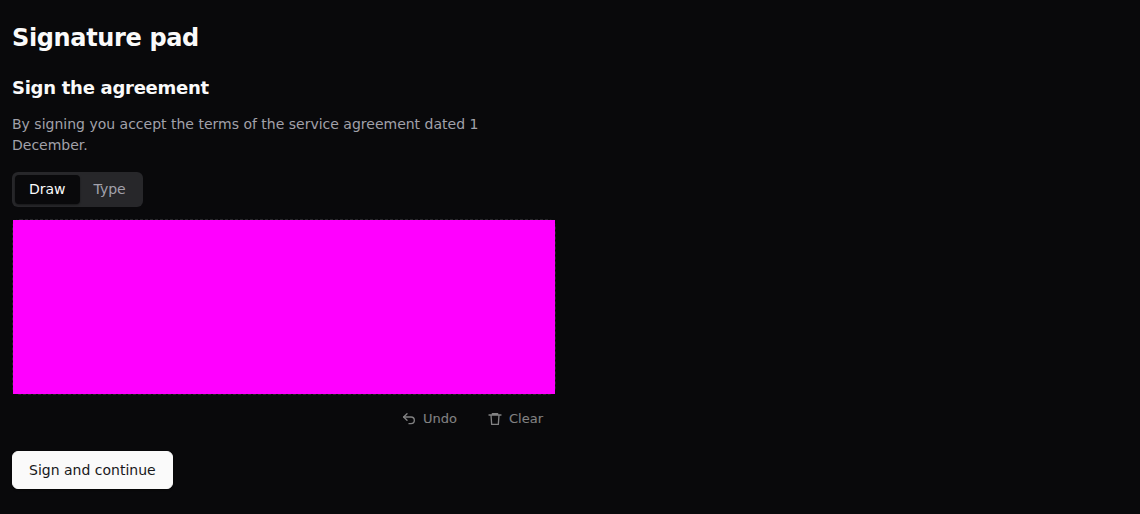 Signature pad
Sign the agreement
By signing you accept the terms of the service agreement dated 1
December.
Draw Type
Undo Clear
Sign and continue